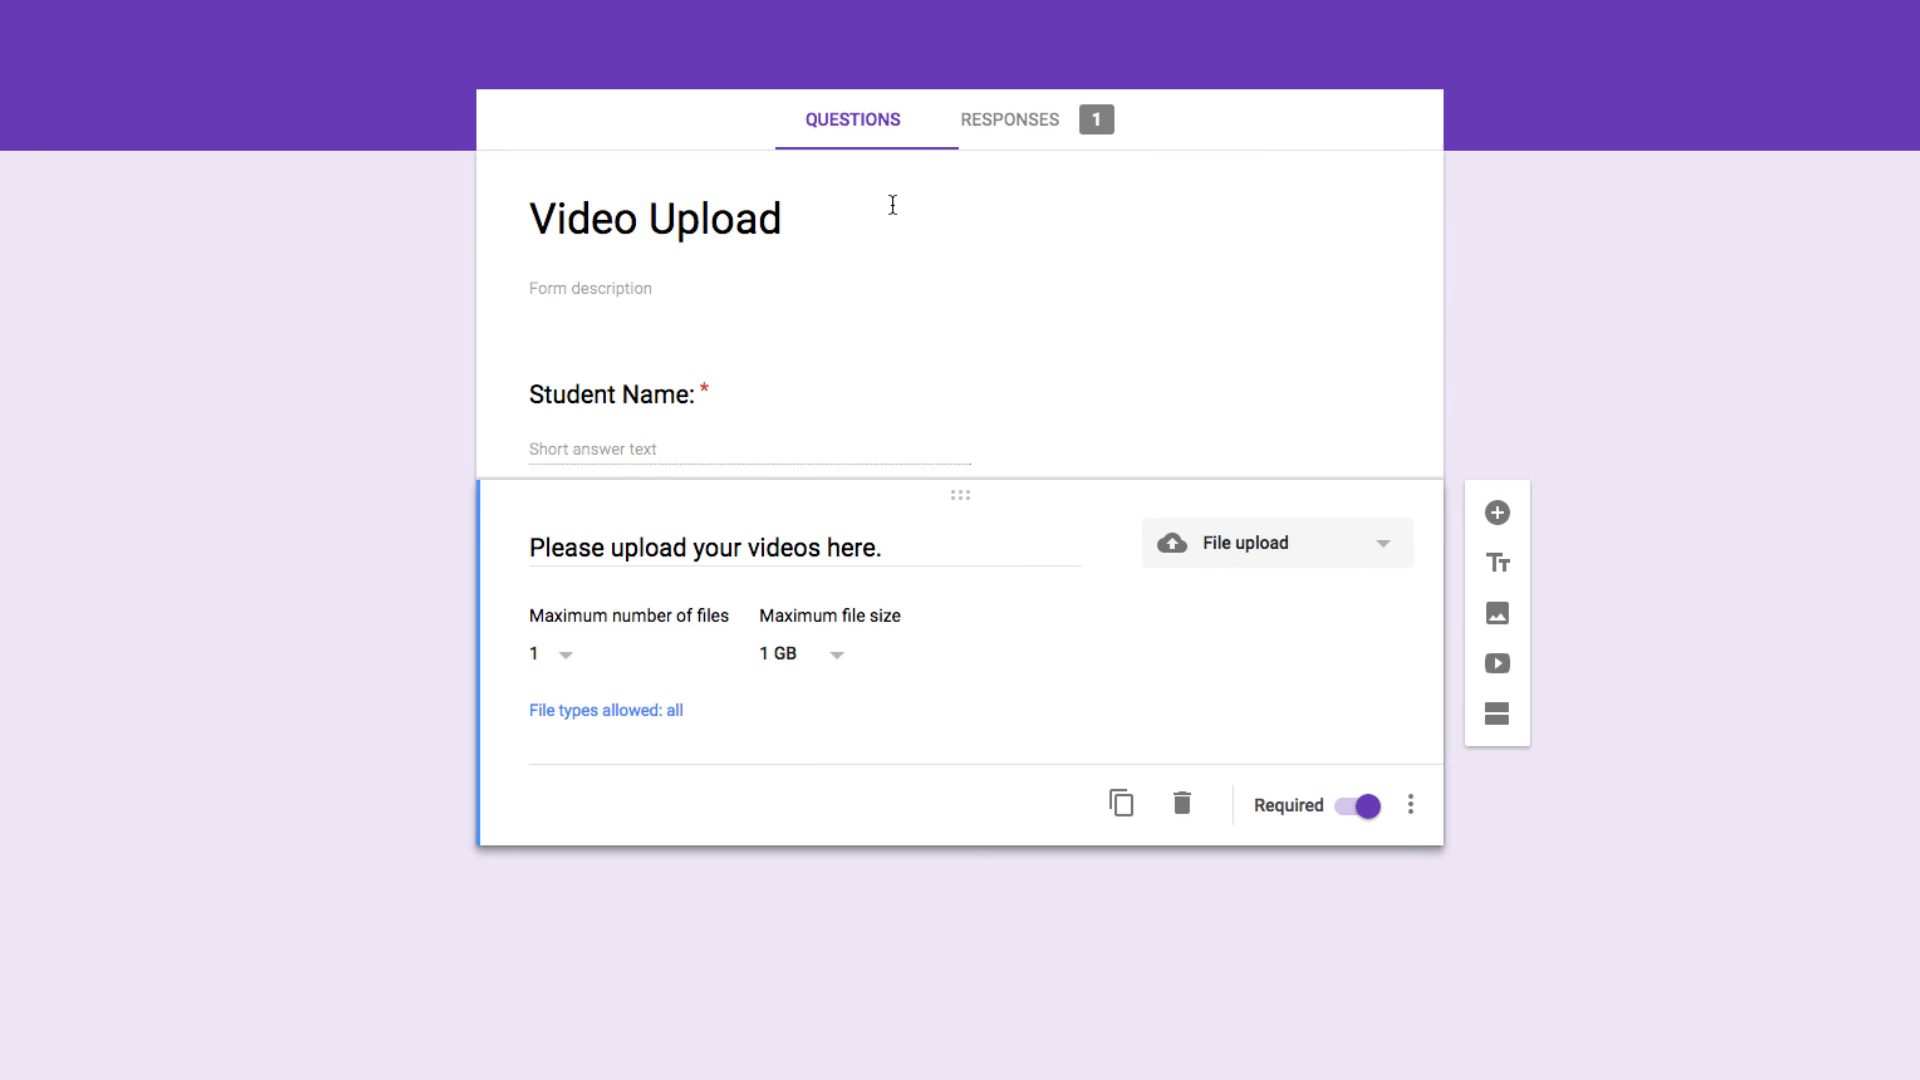 QUESTIONS RESPONSES 1
Video Upload
Form description
Student Name: *
Short answer text
Please upload your videos here.
File upload
Maximum number of files Maximum file size
1 1 GB
File types allowed: all
Required